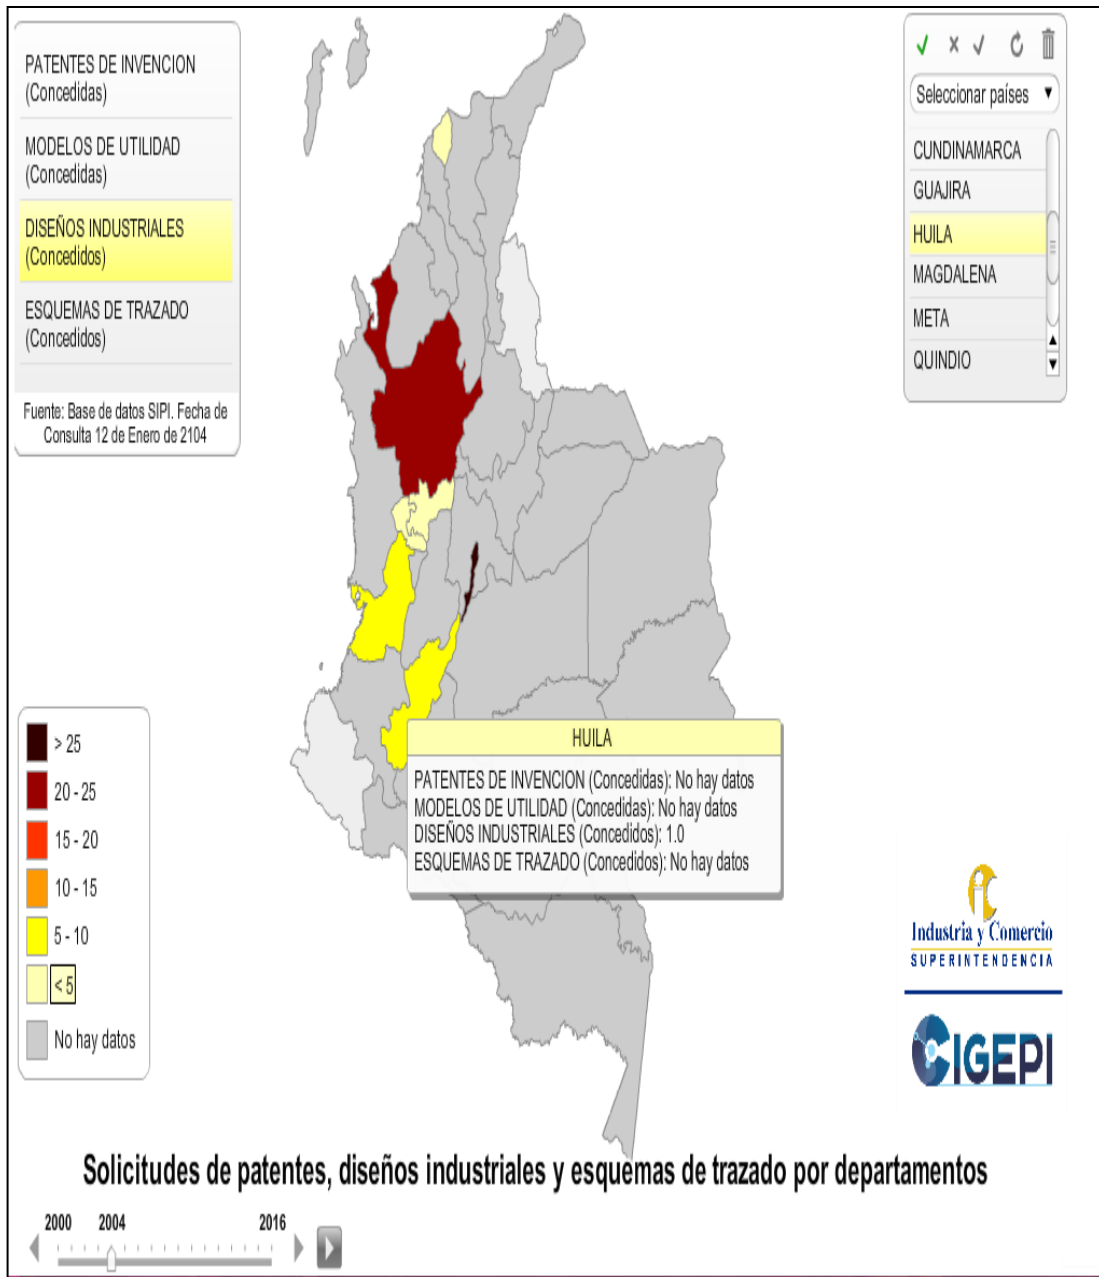 PATENTES DE INVENCION
(Concedidas)
MODELOS DE UTILIDAD
(Concedidas)
DISEÑOS INDUSTRIALES
(Concedidos)
ESQUEMAS DE TRAZADO
(Concedidos)
Fuente: Base de datos SIPI. Fecha de
Consulta 12 de Enero de 2104
Seleccionar países
CUNDINAMARCA
GUAJIRA
HUILA
MAGDALENA
META
QUINDIO
> 25
20 - 25
15 - 20
10 - 15
5 - 10
< 5
No hay datos
HUILA
PATENTES DE INVENCION (Concedidas): No hay datos
MODELOS DE UTILIDAD (Concedidas): No hay datos
DISEÑOS INDUSTRIALES (Concedidos): 1.0
ESQUEMAS DE TRAZADO (Concedidos): No hay datos
Industria y Comercio
SUPERINTENDENCIA
CIGEPI
Solicitudes de patentes, diseños industriales y esquemas de trazado por departamentos
2000 2004 2016